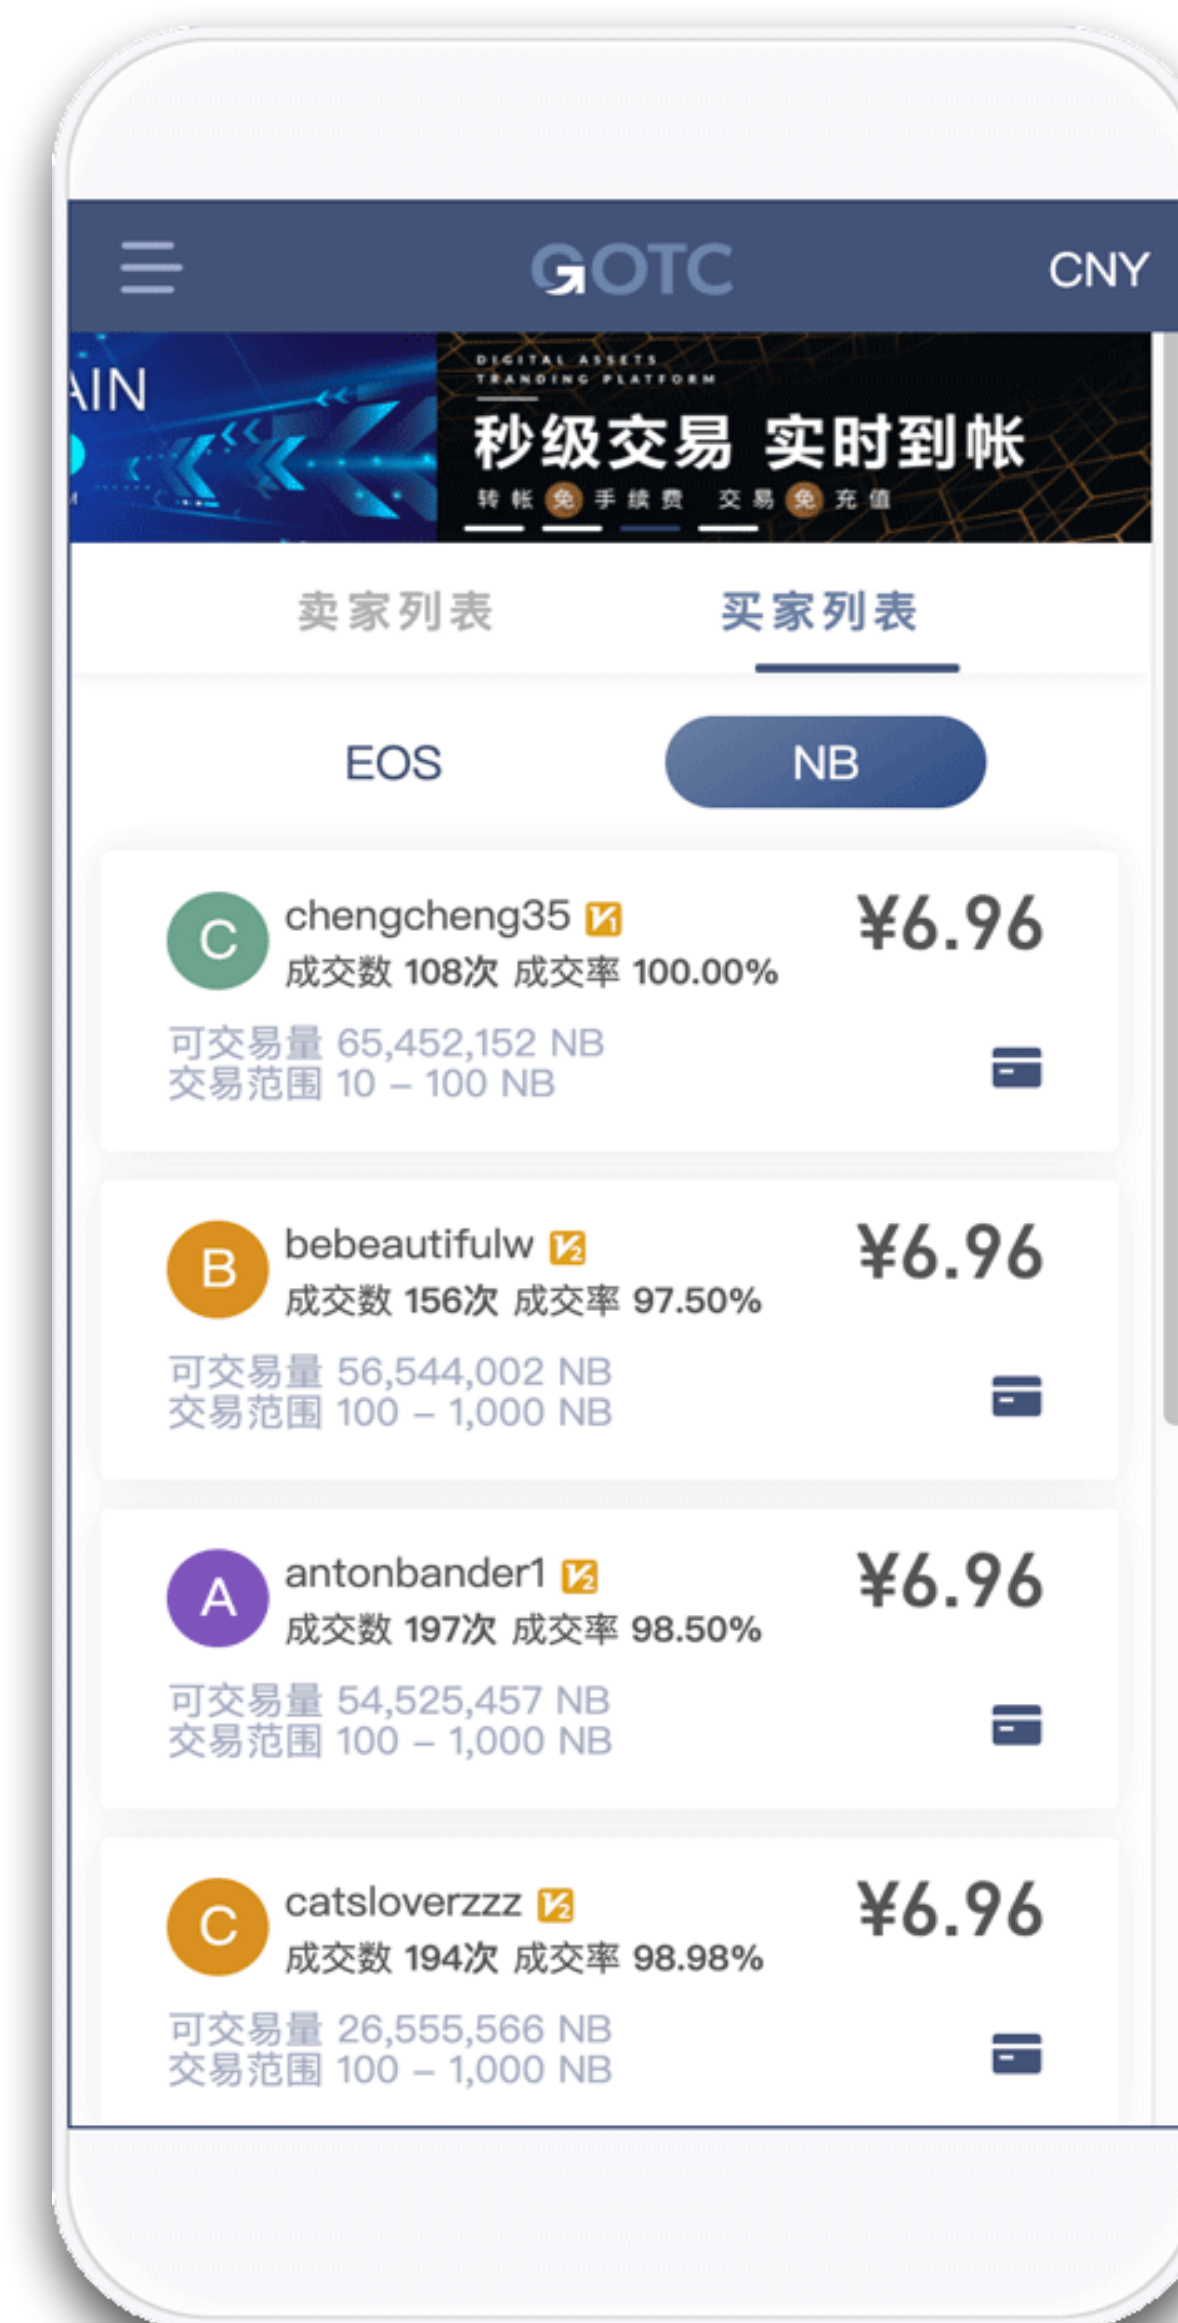 GOTC
CNY
AIN
DIGITAL ASSETS
TRANDING PLATFORM
秒级交易 实时到帐
转帐免手续费 交易免充值
卖家列表 买家列表
EOS NB
C chengcheng35 V1 ¥6.96
成交数 108次 成交率 100.00%
可交易量 65,452,152 NB
交易范围 10 – 100 NB
B bebeautifulw V2 ¥6.96
成交数 156次 成交率 97.50%
可交易量 56,544,002 NB
交易范围 100 – 1,000 NB
A antonbander1 V2 ¥6.96
成交数 197次 成交率 98.50%
可交易量 54,525,457 NB
交易范围 100 – 1,000 NB
C catsloverzzz V2 ¥6.96
成交数 194次 成交率 98.98%
可交易量 26,555,566 NB
交易范围 100 – 1,000 NB